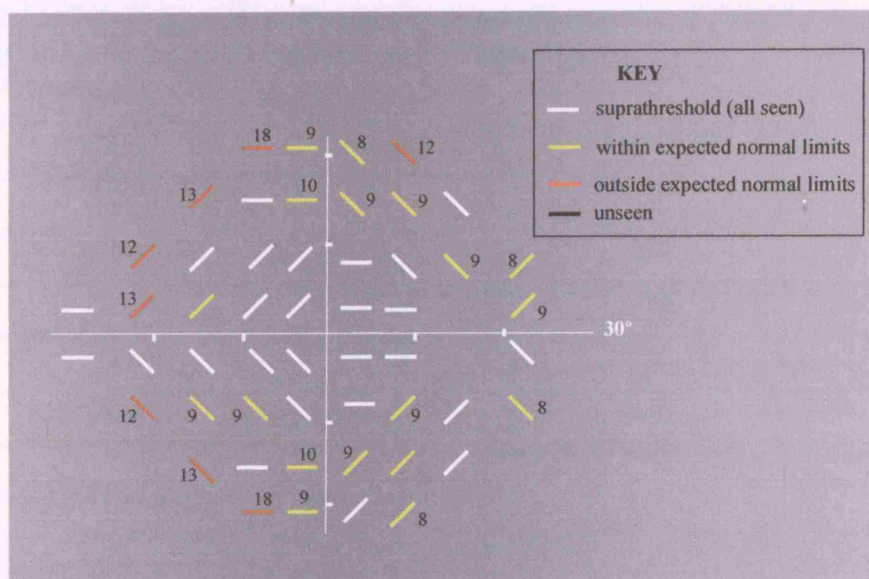 KEY
suprathreshold (all seen)
within expected normal limits
outside expected normal limits
unseen
18 9 8 12
13 10 9 9
12 9 8
13 9
30°
12 9 9 9 8
13 10 9
18 9 8